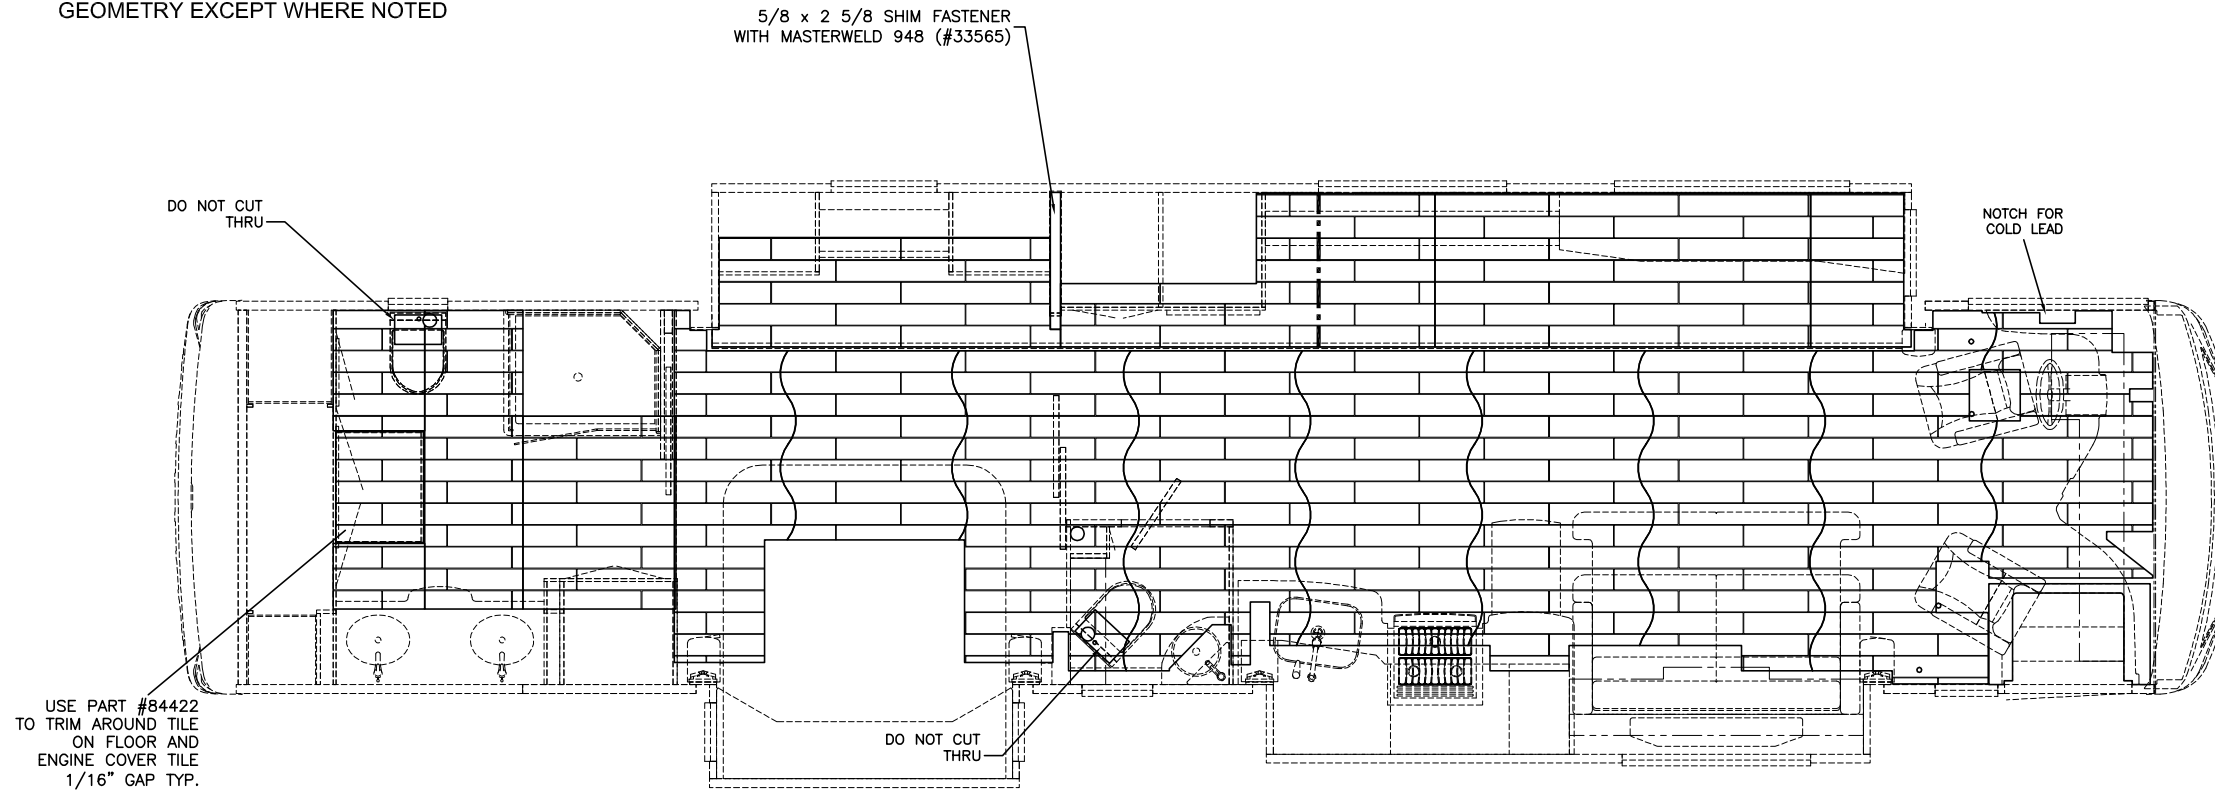 GEOMETRY EXCEPT WHERE NOTED
5/8 x 2 5/8 SHIM FASTENER
WITH MASTERWELD 948 (#33565)
DO NOT CUT
THRU
NOTCH FOR
COLD LEAD
USE PART #84422
TO TRIM AROUND TILE
ON FLOOR AND
ENGINE COVER TILE
1/16" GAP TYP.
DO NOT CUT
THRU